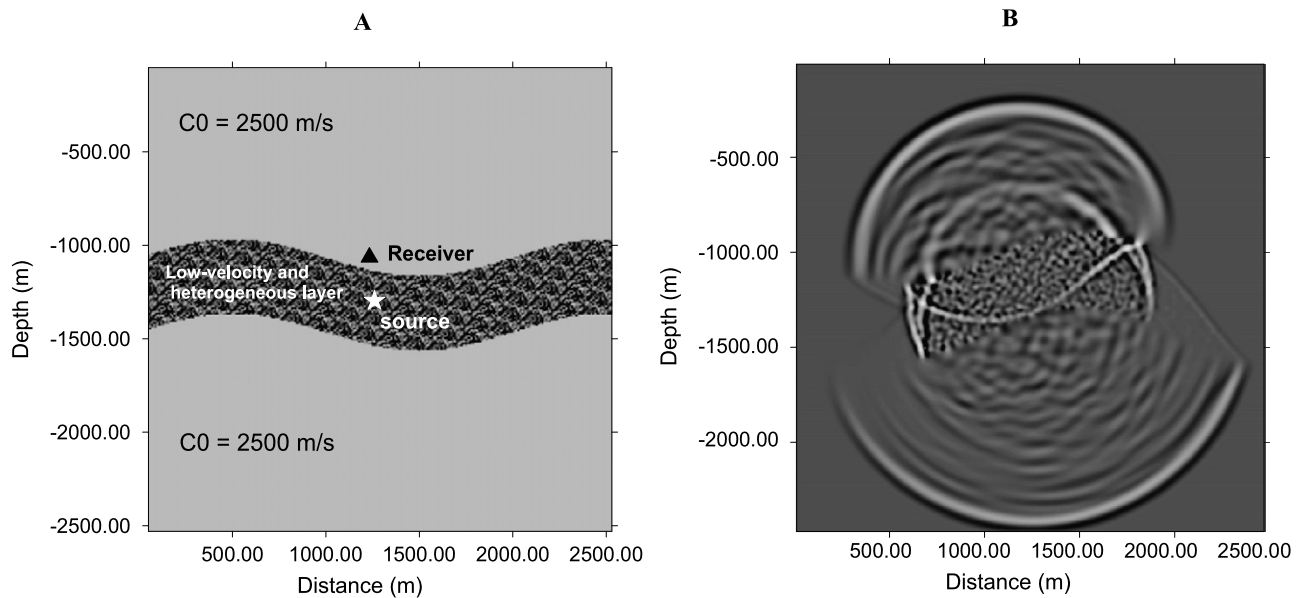 A
C0 = 2500 m/s
-500.00
-1000.00
-1500.00
-2000.00
-2500.00
Depth (m)
Receiver
Low-velocity and
heterogeneous layer
source
C0 = 2500 m/s
500.00 1000.00 1500.00 2000.00 2500.00
Distance (m)
B
-500.00
-1000.00
-1500.00
-2000.00
Depth (m)
500.00 1000.00 1500.00 2000.00 2500.00
Distance (m)